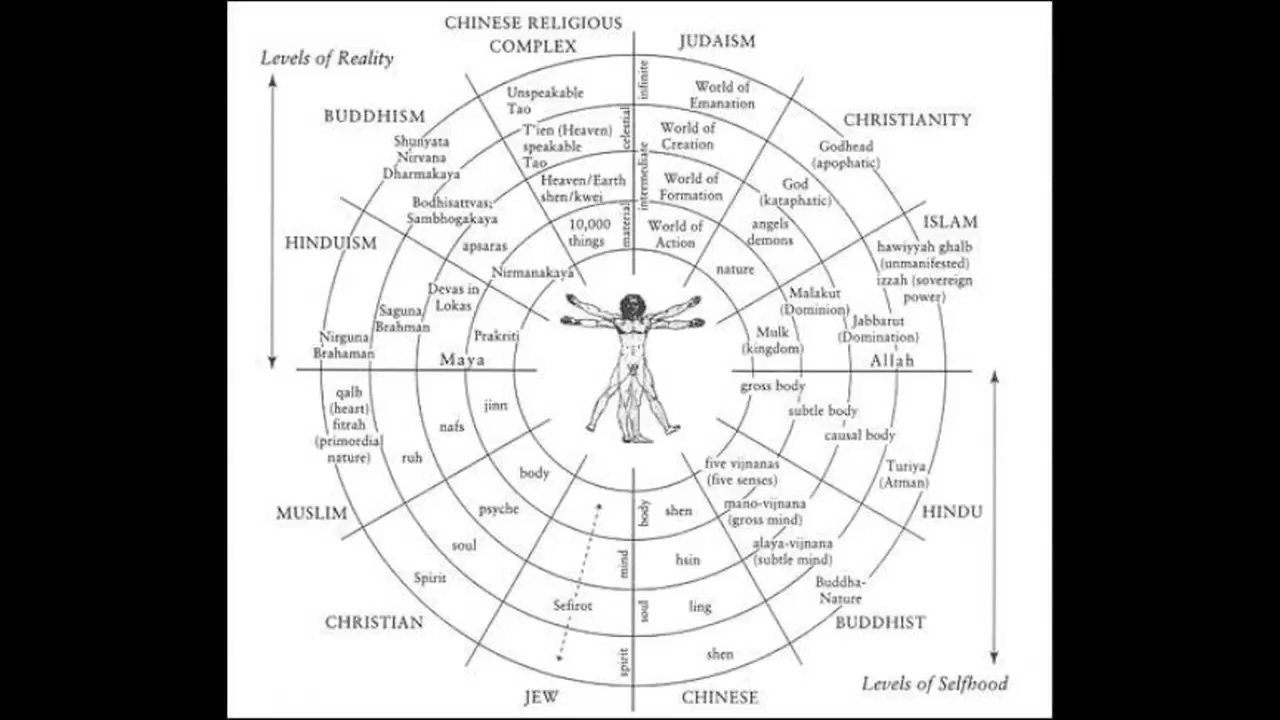 CHINESE RELIGIOUS
COMPLEX
JUDAISM
Levels of Reality
BUDDHISM
CHRISTIANITY
HINDUISM
ISLAM
infinite
celestial
intermediate
material
Unspeakable
Tao
T'ien (Heaven)
speakable
Tao
Heaven/Earth
shen/kwei
10,000
things
World of
Emanation
World of
Creation
World of
Formation
World of
Action
Godhead
(apophatic)
God
(kataphatic)
angels
demons
nature
hawiyyah ghalb
(unmanifested)
izzah (sovereign
power)
Jabbarut
(Domination)
Malakut
(Dominion)
Mulk
(kingdom)
Allah
Shunyata
Nirvana
Dharmakaya
Bodhisattvas;
Sambhogakaya
apsaras
Nirmanakaya
Nirguna
Brahaman
Saguna
Brahman
Devas in
Lokas
Prakriti
Maya
qalb
(heart)
fitrah
(primordial
nature)
ruh
nafs
jinn
MUSLIM
body
psyche
soul
Spirit
CHRISTIAN
Sefirot
JEW
body
mind
soul
spirit
shen
hsin
ling
shen
CHINESE
five vijnanas
(five senses)
mano-vijnana
(gross mind)
alaya-vijnana
(subtle mind)
Buddha-
Nature
BUDDHIST
gross body
subtle body
causal body
Turiya
(Atman)
HINDU
Levels of Selfhood